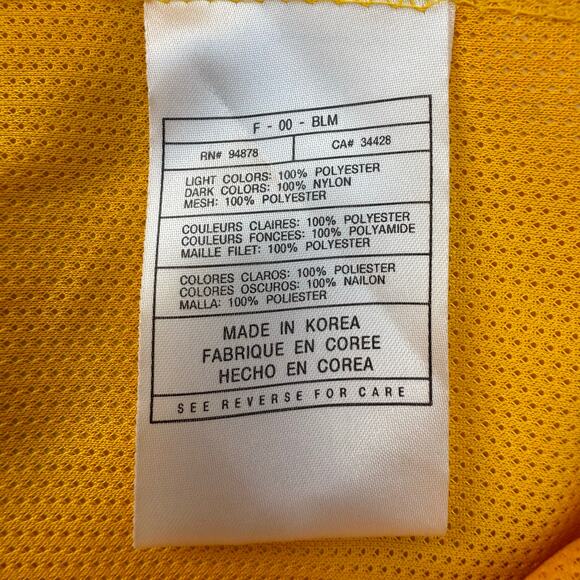 F - 00 - BLM
RN# 94878 CA# 34428
LIGHT COLORS: 100% POLYESTER
DARK COLORS: 100% NYLON
MESH: 100% POLYESTER
COULEURS CLAIRES: 100% POLYESTER
COULEURS FONCEES: 100% POLYAMIDE
MAILLE FILET: 100% POLYESTER
COLORES CLAROS: 100% POLIESTER
COLORES OSCUROS: 100% NAILON
MALLA: 100% POLIESTER
MADE IN KOREA
FABRIQUE EN COREE
HECHO EN COREA
SEE REVERSE FOR CARE